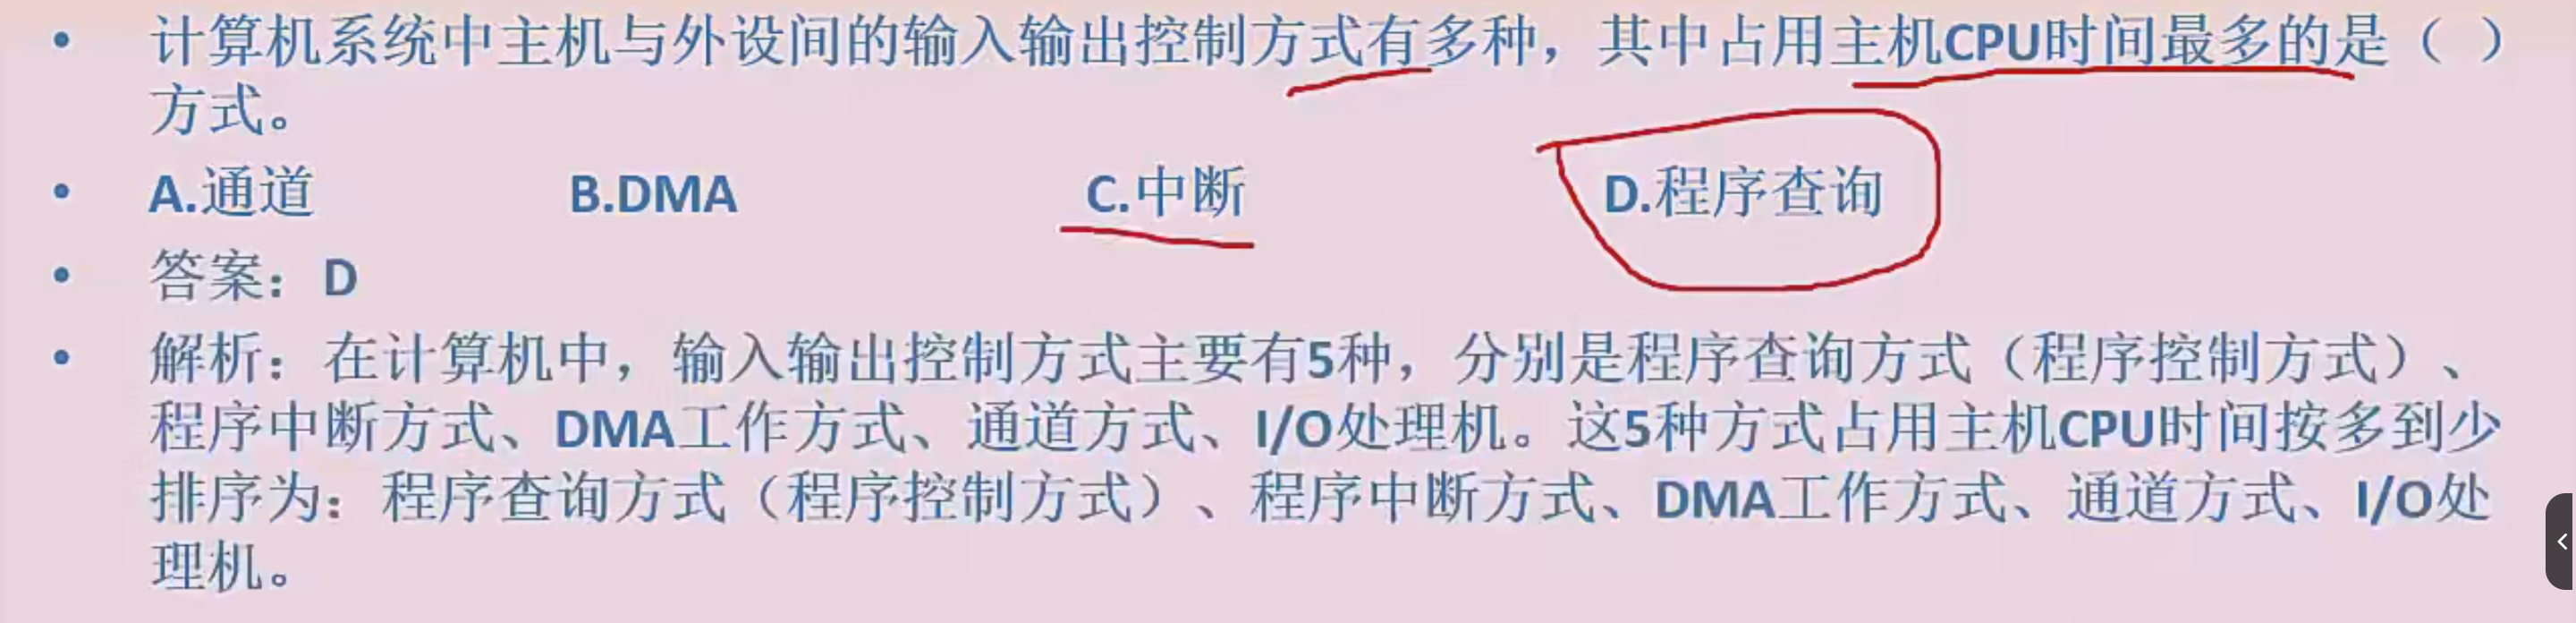 • 计算机系统中主机与外设间的输入输出控制方式有多种，其中占用主机CPU时间最多的是（ ）
方式。
• A.通道 B.DMA C.中断 D.程序查询
• 答案：D
• 解析：在计算机中，输入输出控制方式主要有5种，分别是程序查询方式（程序控制方式）、
程序中断方式、DMA工作方式、通道方式、I/O处理机。这5种方式占用主机CPU时间按多到少
排序为：程序查询方式（程序控制方式）、程序中断方式、DMA工作方式、通道方式、I/O处
理机。